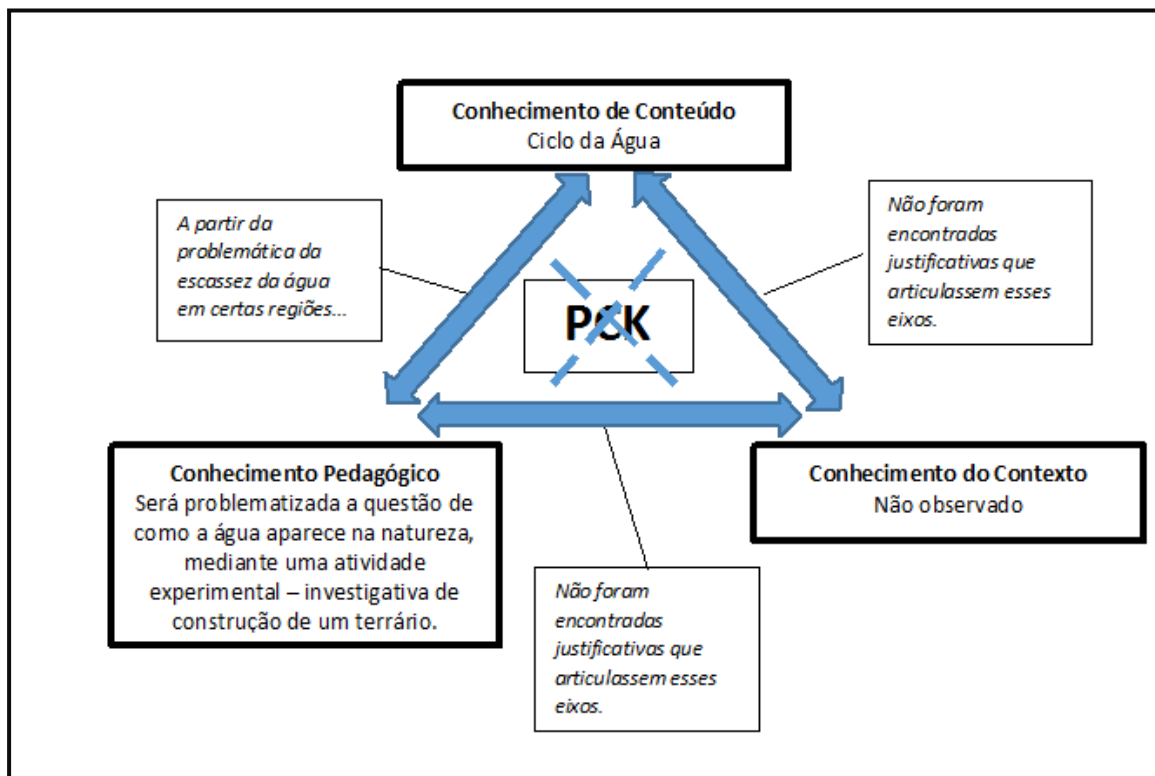 Conhecimento de Conteúdo
Ciclo da Água
A partir da
problemática da
escassez da água
em certas regiões...
Não foram
encontradas
justificativas que
articulassem esses
eixos.
PCK
Conhecimento Pedagógico
Será problematizada a questão de
como a água aparece na natureza,
mediante uma atividade
experimental – investigativa de
construção de um terrário.
Conhecimento do Contexto
Não observado
Não foram
encontradas
justificativas que
articulassem esses
eixos.